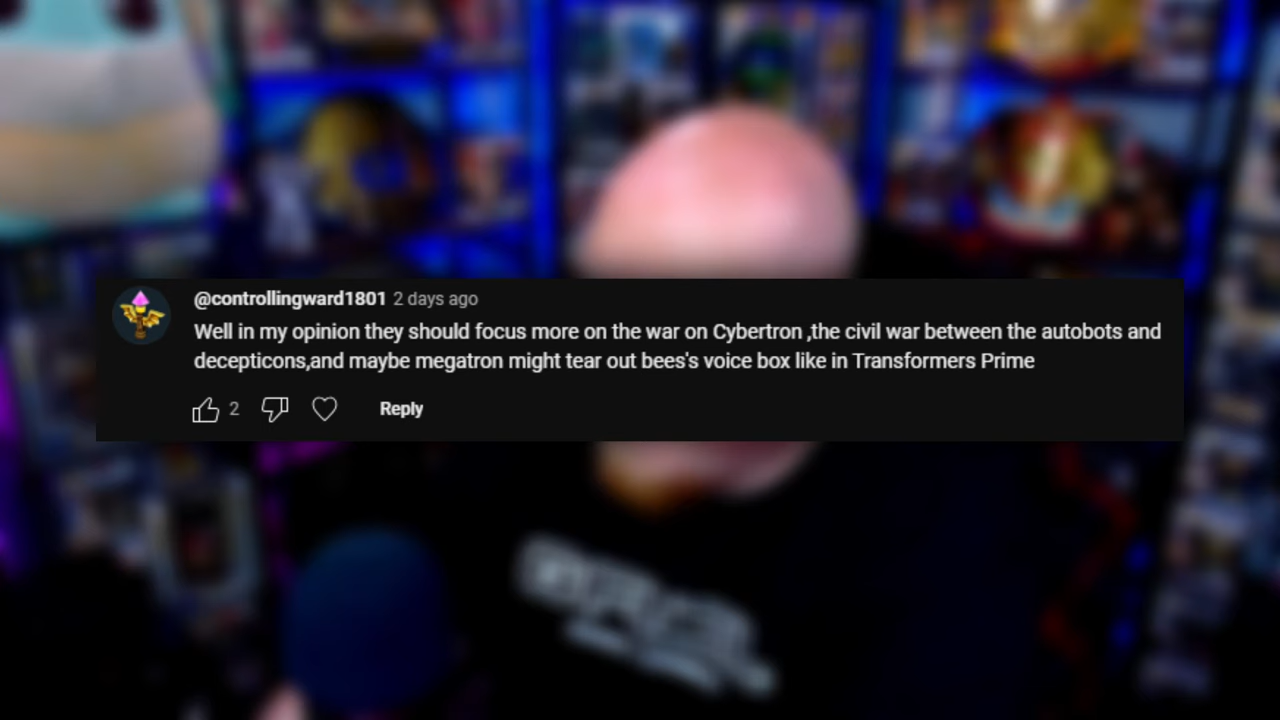 @controllingward1801 2 days ago
Well in my opinion they should focus more on the war on Cybertron ,the civil war between the autobots and
decepticons,and maybe megatron might tear out bees's voice box like in Transformers Prime
2 Reply